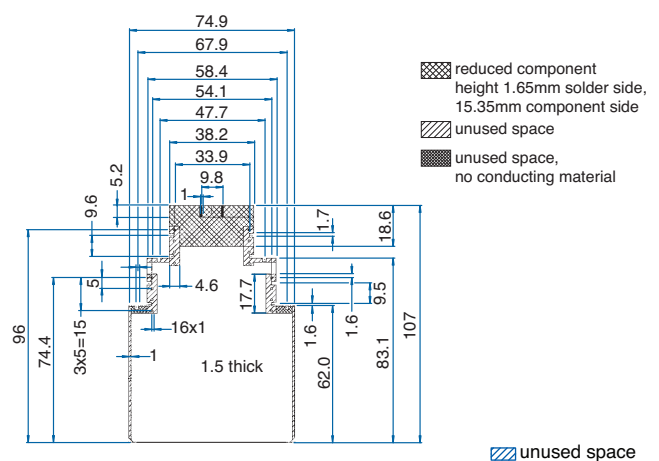 74.9
67.9
58.4
54.1
47.7
38.2
33.9
9.8
1
5.2
9.6
1.7
18.6
reduced component
height 1.65mm solder side,
15.35mm component side
unused space
unused space,
no conducting material
5
4.6
17.7
9.5
1.6
1.6
3x5=15
16x1
1
1.5 thick
96
74.4
62.0
83.1
107
unused space